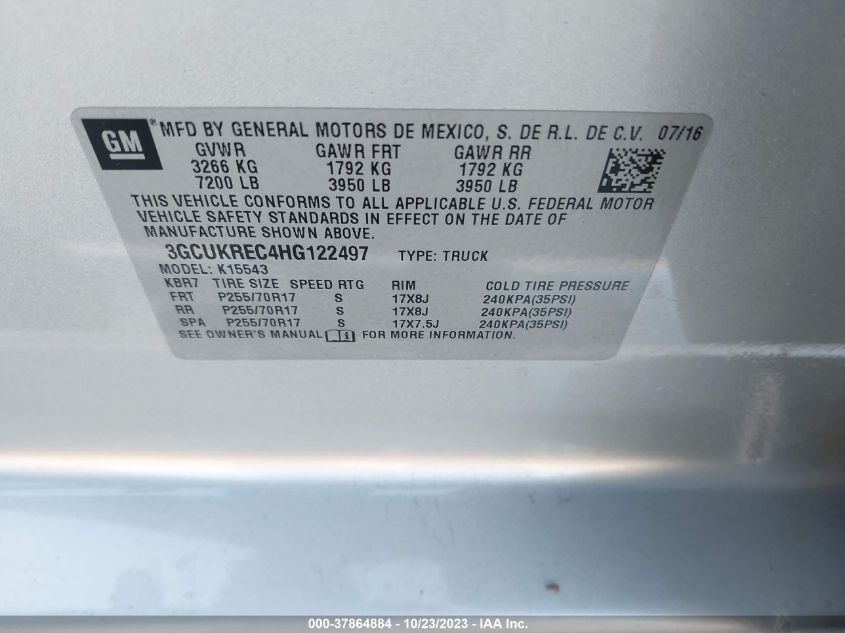 GM ® MFD BY GENERAL MOTORS DE MEXICO, S. DE R.L. DE C.V. 07/16
GVWR GAWR FRT GAWR RR
3266 KG 1792 KG 1792 KG
7200 LB 3950 LB 3950 LB
THIS VEHICLE CONFORMS TO ALL APPLICABLE U.S. FEDERAL MOTOR
VEHICLE SAFETY STANDARDS IN EFFECT ON THE DATE OF
MANUFACTURE SHOWN ABOVE.
3GCUKREC4HG122497 TYPE: TRUCK
MODEL: K15543
KBR7 TIRE SIZE SPEED RTG RIM COLD TIRE PRESSURE
FRT P255/70R17 S 17X8J 240KPA(35PSI)
RR P255/70R17 S 17X8J 240KPA(35PSI)
SPA P255/70R17 S 17X7.5J 240KPA(35PSI)
SEE OWNER'S MANUAL FOR MORE INFORMATION.
000-37864884 - 10/23/2023 - IAA Inc.